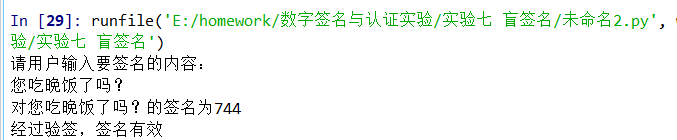 In [29]: runfile('E:/homework/数字签名与认证实验/实验七 盲签名/未命名2.py',
验/实验七 盲签名')
请用户输入要签名的内容：
您吃晚饭了吗？
对您吃晚饭了吗？的签名为744
经过验签，签名有效